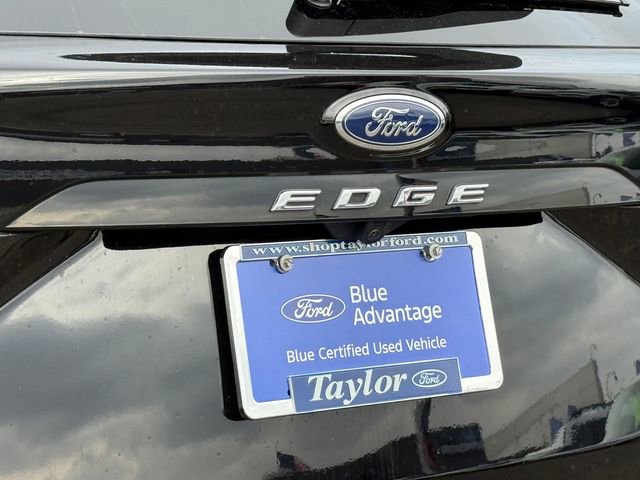 Ford
EDGE
www.shoptaylorford.com
Ford
Blue
Advantage
Blue Certified Used Vehicle
Taylor Ford